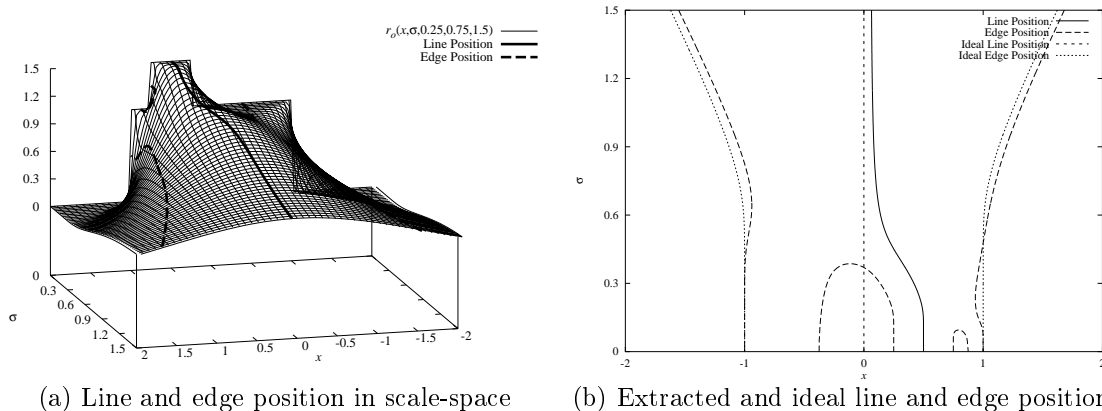 r_o(x,σ,0.25,0.75,1.5)
Line Position
Edge Position
1.5
1.2
0.9
0.6
0.3
0
0
0.3
0.6
0.9
1.2
1.5
σ
2
1.5
1
0.5
0
-0.5
-1
-1.5
-2
x
(a) Line and edge position in scale-space
Line Position
Edge Position
Ideal Line Position
Ideal Edge Position
1.5
1.2
0.9
0.6
0.3
0
σ
-2
-1
0
1
2
x
(b) Extracted and ideal line and edge position